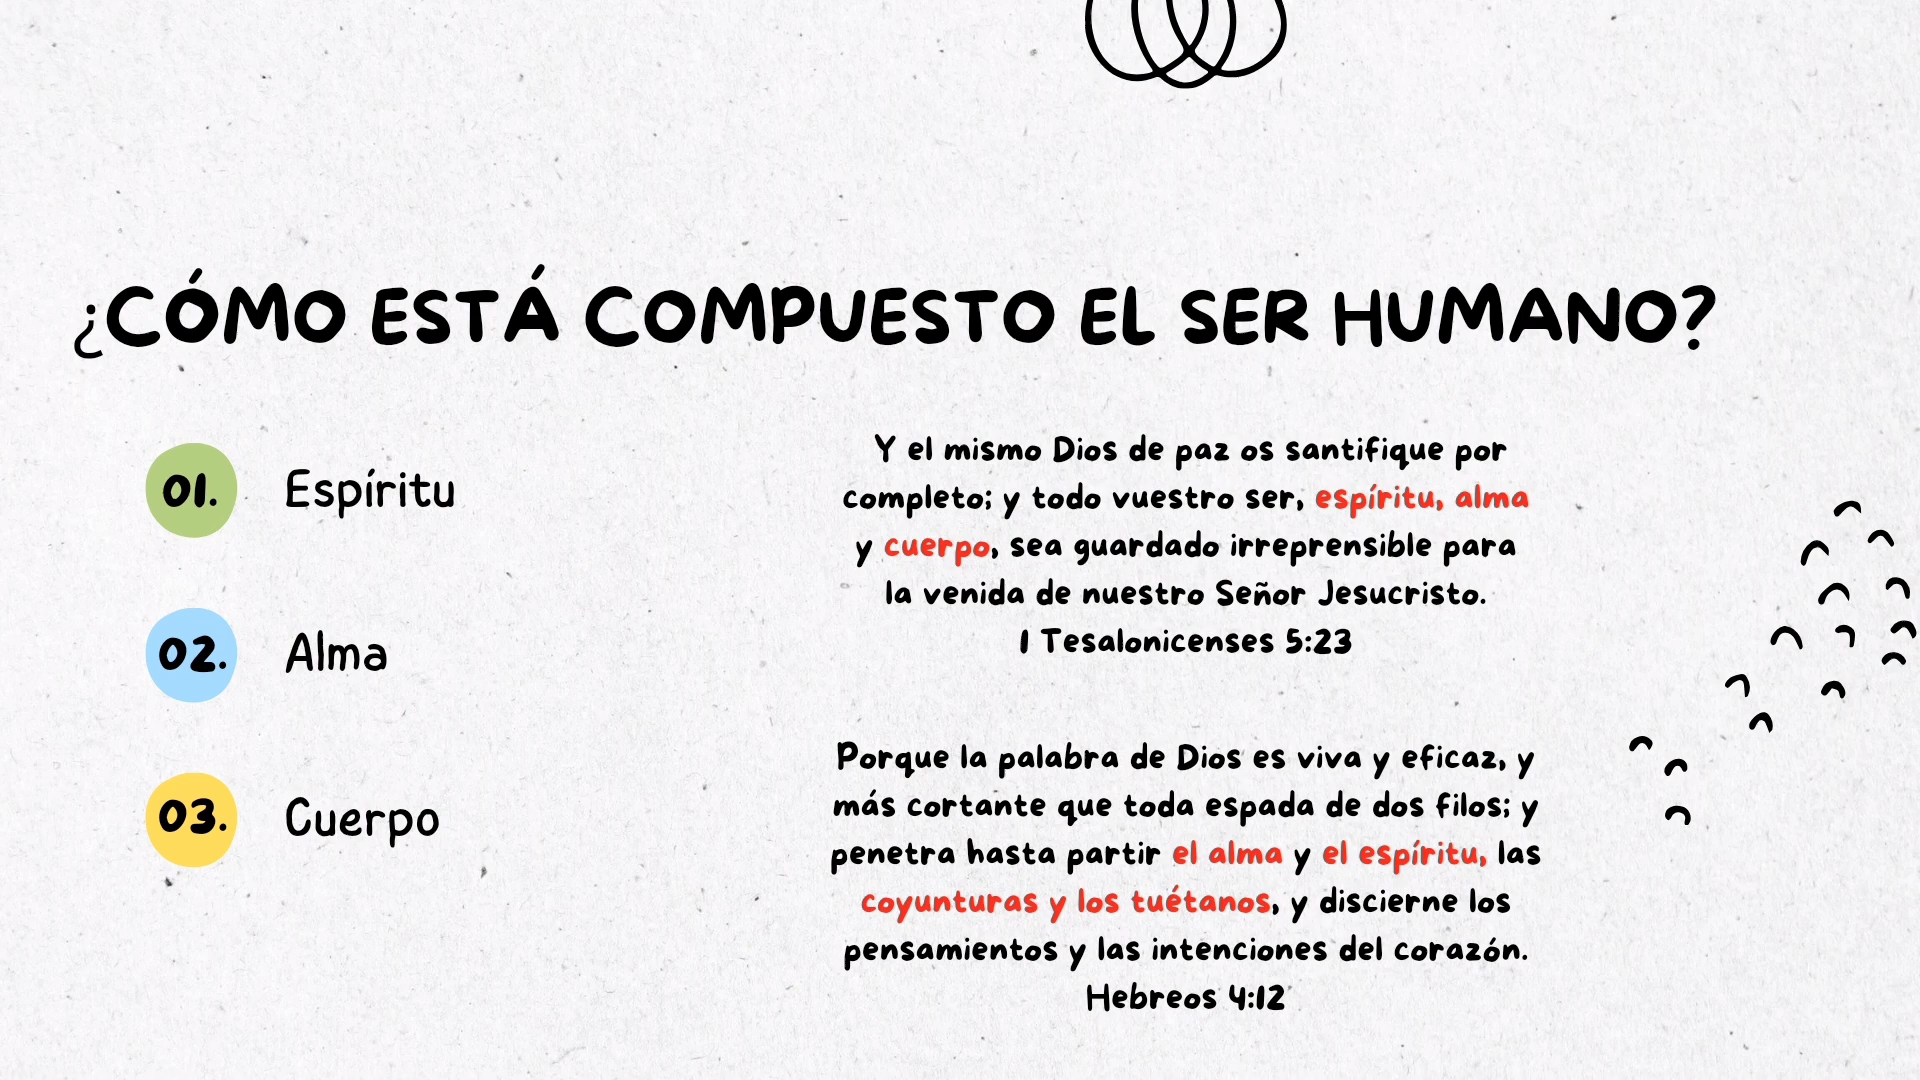 ¿CÓMO ESTÁ COMPUESTO EL SER HUMANO?
01. Espíritu
02. Alma
03. Cuerpo
Y el mismo Dios de paz os santifique por
completo; y todo vuestro ser, espíritu, alma
y cuerpo, sea guardado irreprensible para
la venida de nuestro Señor Jesucristo.
1 Tesalonicenses 5:23
Porque la palabra de Dios es viva y eficaz, y
más cortante que toda espada de dos filos; y
penetra hasta partir el alma y el espíritu, las
coyunturas y los tuétanos, y discierne los
pensamientos y las intenciones del corazón.
Hebreos 4:12